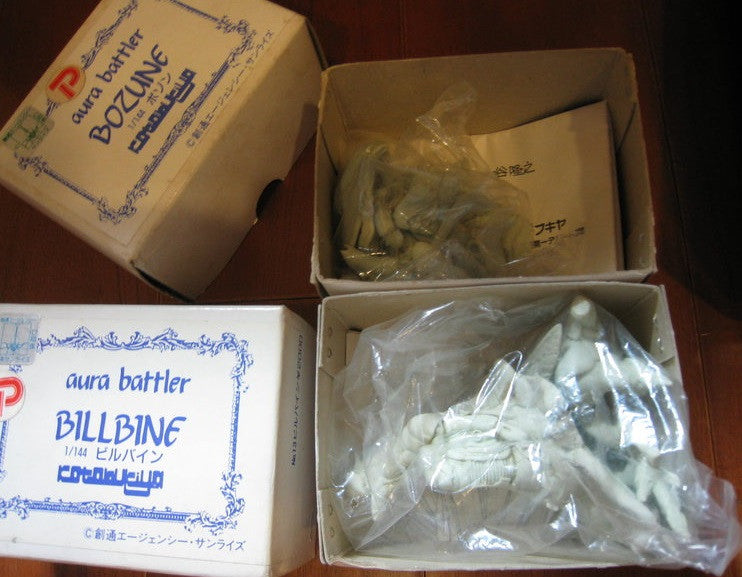 aura battler
BOZUNE
1/144 ボゾン
kotobukiya
©創通エージェンシー・サンライズ
P
谷隆之
フキヤ
aura battler
BILLBINE
1/144 ビルバイン
kotobukiya
©創通エージェンシー・サンライズ
P